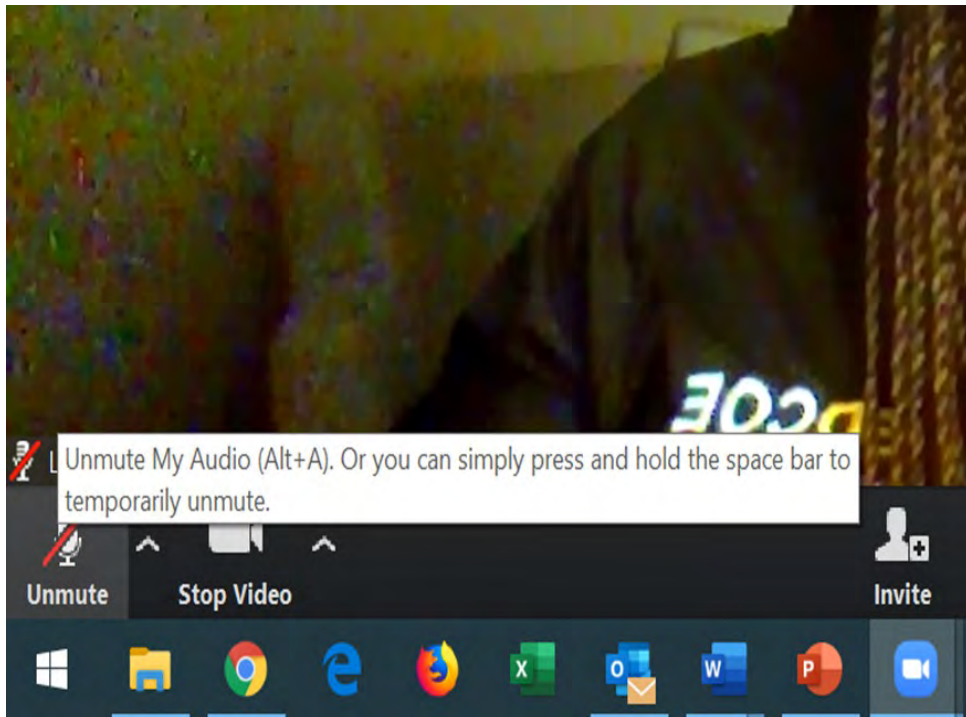 Unmute My Audio (Alt+A). Or you can simply press and hold the space bar to
temporarily unmute.
Unmute
Stop Video
Invite